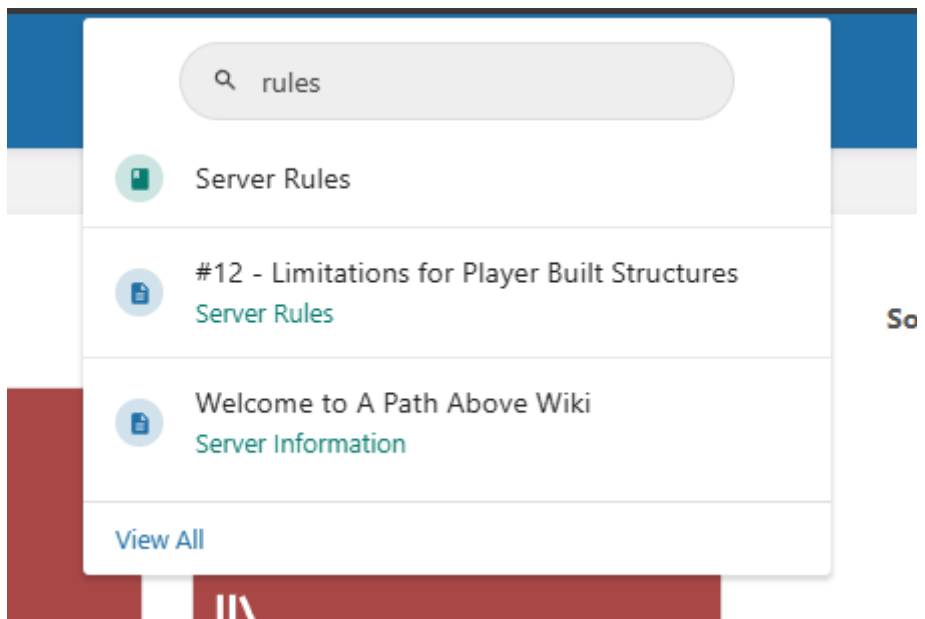 rules
Server Rules
#12 - Limitations for Player Built Structures
Server Rules
So
Welcome to A Path Above Wiki
Server Information
View All